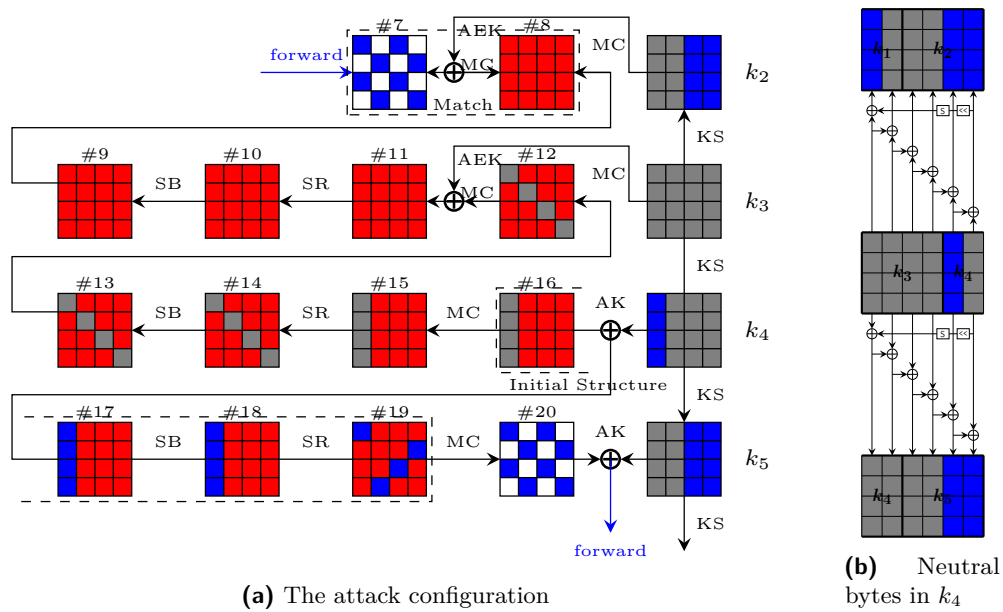 #7 #8
AEK
MC
forward
MC
k₂
k₁ k₂
Match
S <<
KS
#9 #10 #11 #12
AEK
MC
SB SR MC
k₃
KS
k₃ k₄
#13 #14 #15 #16
AK
SB SR MC
k₄
S <<
Initial Structure
KS
#17 #18 #19 #20
AK
SB SR MC
k₅
k₄ k₅
KS
forward
(a) The attack configuration
(b) Neutral
bytes in k₄